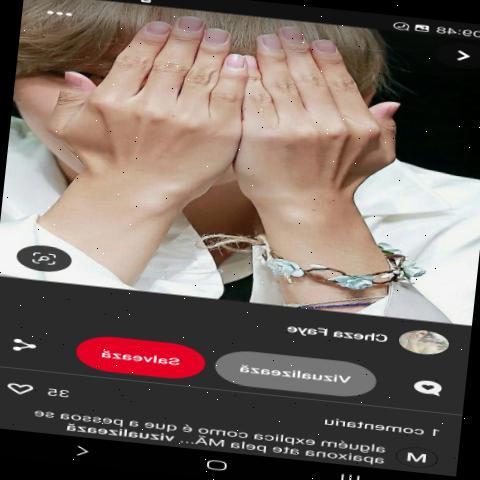 09:48
Cheza Faye
Vizualizează
Salvează
1 comentariu
35
M
alguém explica como é que a pessoa se
apaixona ate pela MÃ... vizualizează